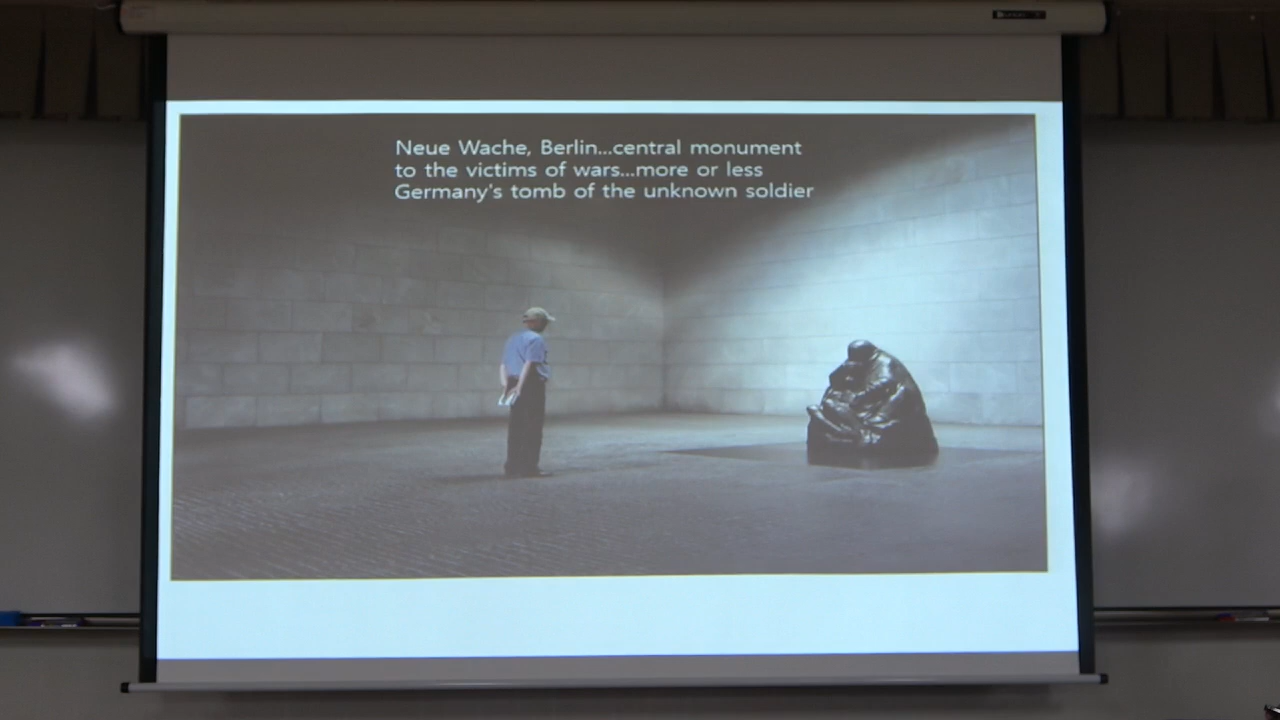 Neue Wache, Berlin...central monument
to the victims of wars...more or less
Germany's tomb of the unknown soldier